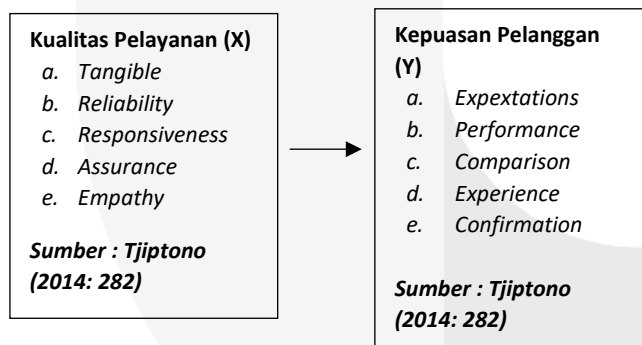 Kualitas Pelayanan (X)
a. Tangible
b. Reliability
c. Responsiveness
d. Assurance
e. Empathy
Sumber : Tjiptono
(2014: 282)
Kepuasan Pelanggan
(Y)
a. Expextations
b. Performance
c. Comparison
d. Experience
e. Confirmation
Sumber : Tjiptono
(2014: 282)